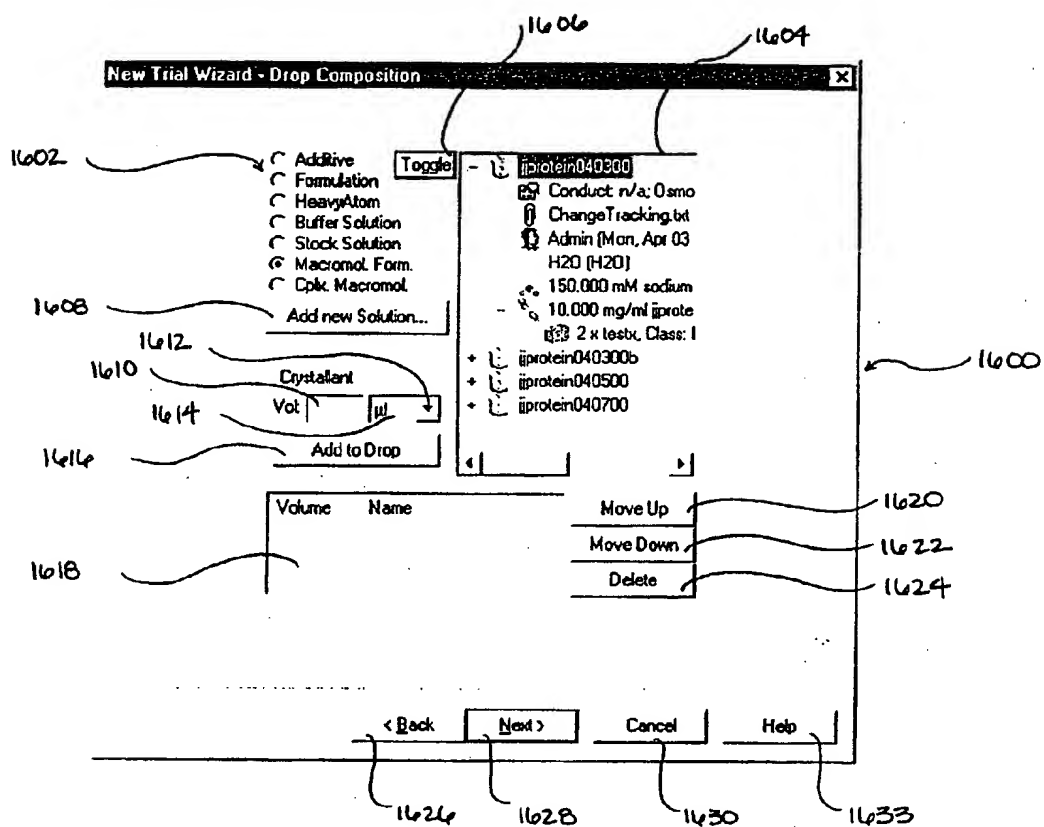 1606
1604
New Trial Wizard - Drop Composition
1602
Additive
Toggle
Formulation
HeavyAtom
Buffer Solution
Stock Solution
Macromol. Form.
Cplx. Macromol.
jjprotein040300
Conduct: n/a; Osmo
ChangeTracking.txt
Admin (Mon, Apr 03
H2O (H2O)
150.000 mM sodium
10.000 mg/ml jjprote
2 x testx, Class: I
jjprotein040300b
jjprotein040500
jjprotein040700
1608
Add new Solution...
1612
1610
Crystallant
1600
1614
Vol:
µl
1616
Add to Drop
Volume Name
Move Up
1620
Move Down
1622
1618
Delete
1624
< Back
Next >
Cancel
Help
1626
1628
1630
1633